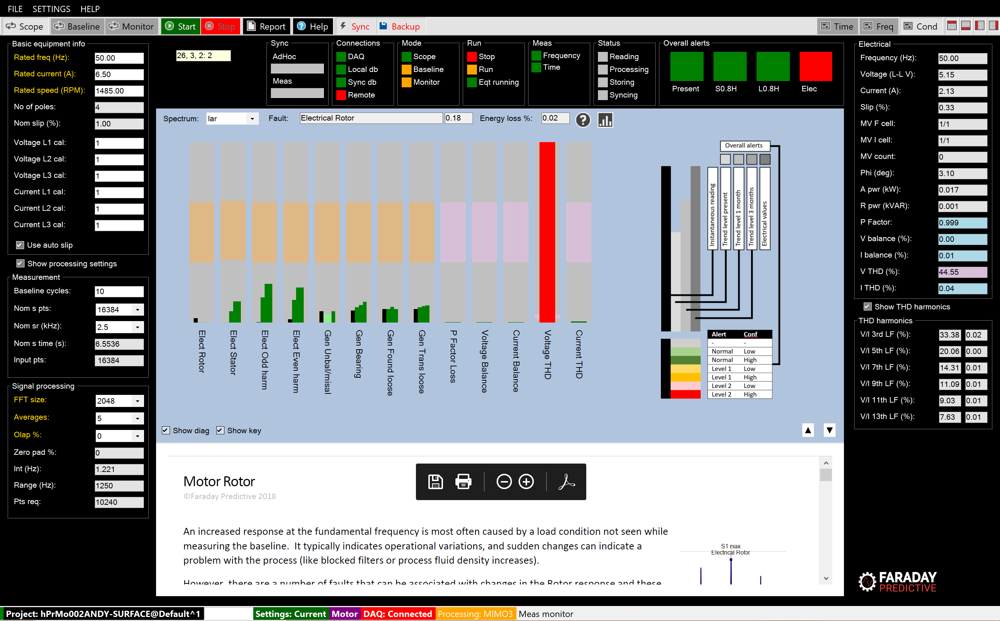 FILE SETTINGS HELP
Scope Baseline Monitor Start Stop Report Help Sync Backup Time Freq Cond
Basic equipment info
Rated freq (Hz): 50.00
Rated current (A): 6.50
Rated speed (RPM): 1485.00
No of poles: 4
Nom slip (%): 1.00
Voltage L1 cal: 1
Voltage L2 cal: 1
Voltage L3 cal: 1
Current L1 cal: 1
Current L2 cal: 1
Current L3 cal: 1
Use auto slip
Show processing settings
Measurement
Baseline cycles: 10
Nom s pts: 16384
Nom sr (kHz): 2.5
Nom s time (s): 6.5536
Input pts: 16384
Signal processing
FFT size: 2048
Averages: 5
Olap %: 0
Zero pad %: 0
Int (Hz): 1.221
Range (Hz): 1250
Pts req: 10240
26, 3, 2: 2
Sync
AdHoc
Meas
Connections
DAQ
Local db
Sync db
Remote
Mode
Scope
Baseline
Monitor
Run
Stop
Run
Eqt running
Meas
Frequency
Time
Status
Reading
Processing
Storing
Syncing
Overall alerts
Present S0.8H L0.8H Elec
Spectrum: Iar Fault: Electrical Rotor 0.18 Energy loss %: 0.02
Elect Rotor
Elect Stator
Elect Odd harm
Elect Even harm
Gen Unbal/misal
Gen Bearing
Gen Found loose
Gen Trans loose
P Factor Loss
Voltage Balance
Current Balance
Voltage THD
Current THD
Overall alerts
Instantaneous reading
Trend level present
Trend level 1 month
Trend level 3 months
Electrical values
Alert Conf
- -
Normal Low
Normal High
Level 1 Low
Level 1 High
Level 2 Low
Level 2 High
Show diag Show key
Motor Rotor
©Faraday Predictive 2018
An increased response at the fundamental frequency is most often caused by a load condition not seen while
measuring the baseline. It typically indicates operational variations, and sudden changes can indicate a
problem with the process (like blocked filters or process fluid density increases).
However, there are a number of faults that can be associated with changes in the Rotor response and these
S1 max
Electrical Rotor
Electrical
Frequency (Hz): 50.00
Voltage (L-L V): 5.15
Current (A): 2.13
Slip (%): 0.33
MV F cell: 1/1
MV I cell: 1/1
MV count: 0
Phi (deg): 3.10
A pwr (kW): 0.017
R pwr (kVAR): 0.001
P Factor: 0.999
V balance (%): 0.00
I balance (%): 0.01
V THD (%): 44.55
I THD (%): 0.04
Show THD harmonics
THD harmonics
V/I 3rd LF (%): 33.38 0.02
V/I 5th LF (%): 20.06 0.00
V/I 7th LF (%): 14.31 0.01
V/I 9th LF (%): 11.09 0.01
V/I 11th LF (%): 9.03 0.01
V/I 13th LF (%): 7.63 0.01
FARADAY
PREDICTIVE
Project: hPrMo002ANDY-SURFACE@Default^1 Settings: Current Motor DAQ: Connected Processing: MIMO3 Meas monitor